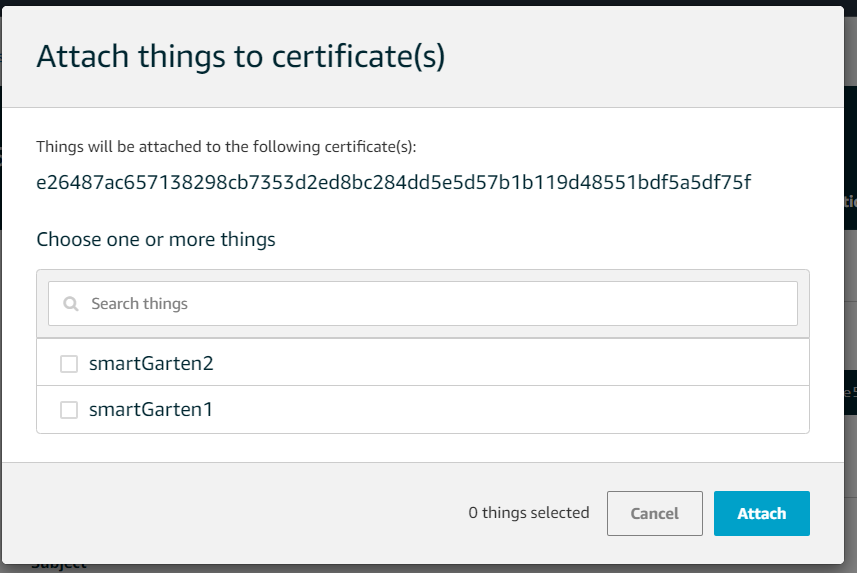 Attach things to certificate(s)
Things will be attached to the following certificate(s):
e26487ac657138298cb7353d2ed8bc284dd5e5d57b1b119d48551bdf5a5df75f
Choose one or more things
Search things
smartGarten2
smartGarten1
0 things selected
Cancel
Attach
Subject